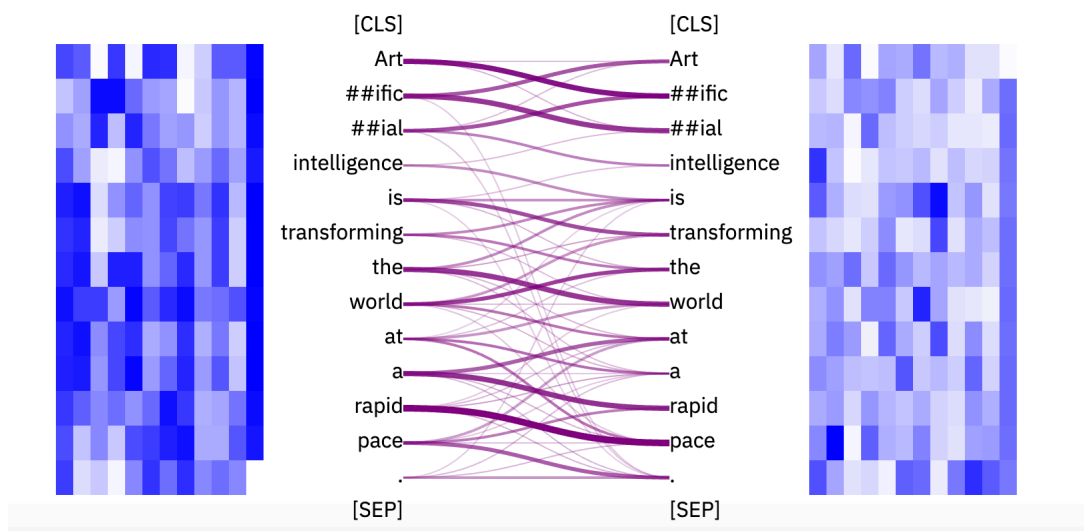 [CLS] [CLS]
Art Art
##ific ##ific
##ial ##ial
intelligence intelligence
is is
transforming transforming
the the
world world
at at
a a
rapid rapid
pace pace
. .
[SEP] [SEP]